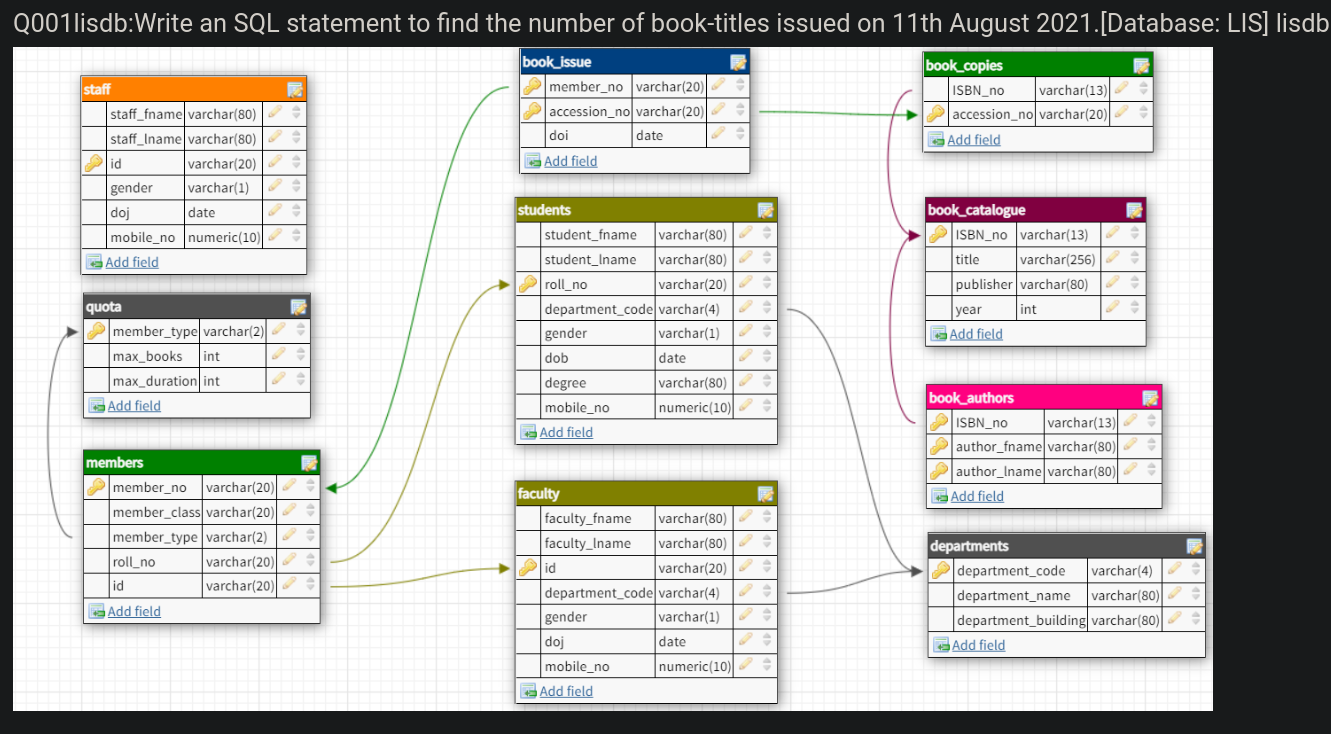 Q001lisdb:Write an SQL statement to find the number of book-titles issued on 11th August 2021.[Database: LIS] lisdb
staff
staff_fname varchar(80)
staff_lname varchar(80)
id varchar(20)
gender varchar(1)
doj date
mobile_no numeric(10)
Add field
quota
member_type varchar(2)
max_books int
max_duration int
Add field
members
member_no varchar(20)
member_class varchar(20)
member_type varchar(2)
roll_no varchar(20)
id varchar(20)
Add field
book_issue
member_no varchar(20)
accession_no varchar(20)
doi date
Add field
students
student_fname varchar(80)
student_lname varchar(80)
roll_no varchar(20)
department_code varchar(4)
gender varchar(1)
dob date
degree varchar(80)
mobile_no numeric(10)
Add field
faculty
faculty_fname varchar(80)
faculty_lname varchar(80)
id varchar(20)
department_code varchar(4)
gender varchar(1)
doj date
mobile_no numeric(10)
Add field
book_copies
ISBN_no varchar(13)
accession_no varchar(20)
Add field
book_catalogue
ISBN_no varchar(13)
title varchar(256)
publisher varchar(80)
year int
Add field
book_authors
ISBN_no varchar(13)
author_fname varchar(80)
author_lname varchar(80)
Add field
departments
department_code varchar(4)
department_name varchar(80)
department_building varchar(80)
Add field